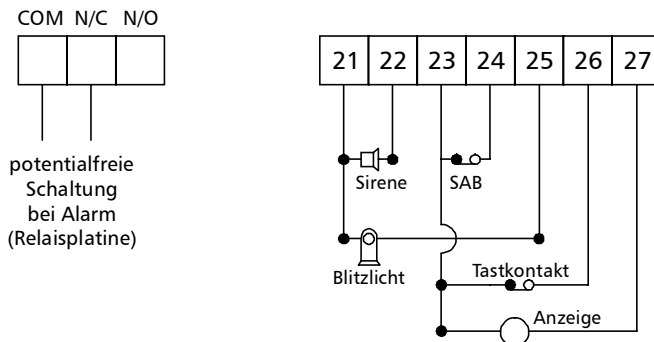 COM N/C N/O
potentialfreie
Schaltung
bei Alarm
(Relaisplatine)
21 22 23 24 25 26 27
Sirene
SAB
Blitzlicht
Tastkontakt
Anzeige